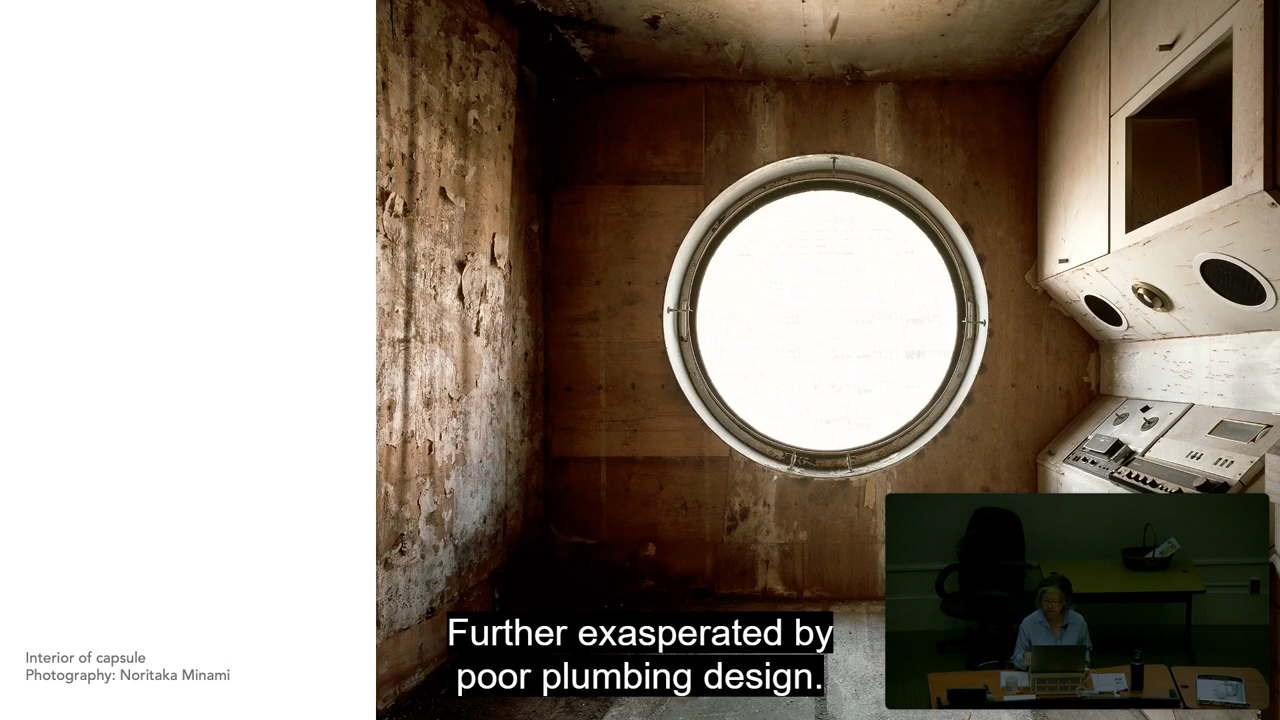 Further exasperated by
poor plumbing design.
Interior of capsule
Photography: Noritaka Minami